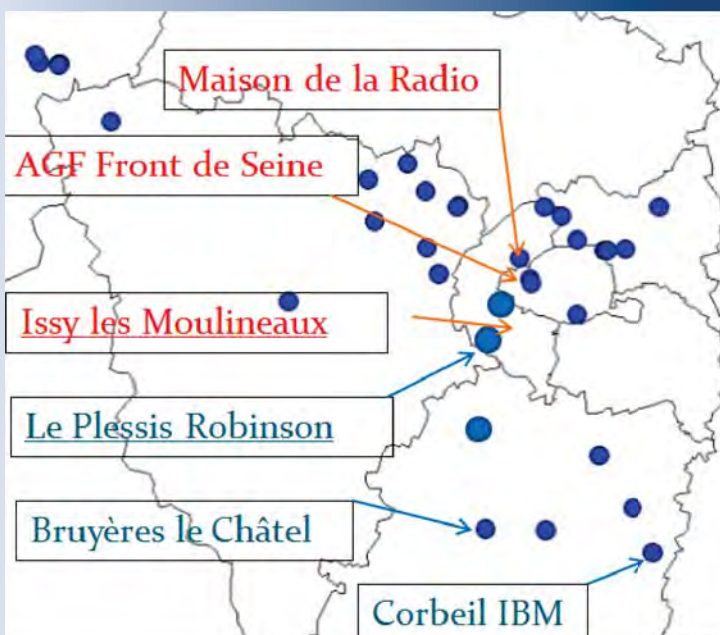 Maison de la Radio
AGF Front de Seine
Issy les Moulineaux
Le Plessis Robinson
Bruyères le Châtel
Corbeil IBM